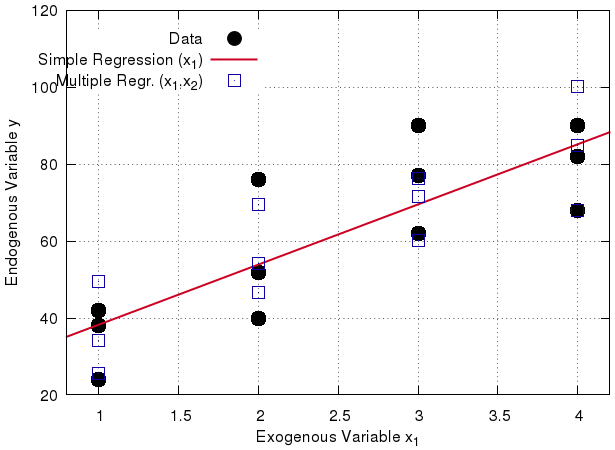 120
100
80
60
40
20
Endogenous Variable y
Data
Simple Regression (x₁)
Multiple Regr. (x₁,x₂)
1 1.5 2 2.5 3 3.5 4
Exogenous Variable x₁